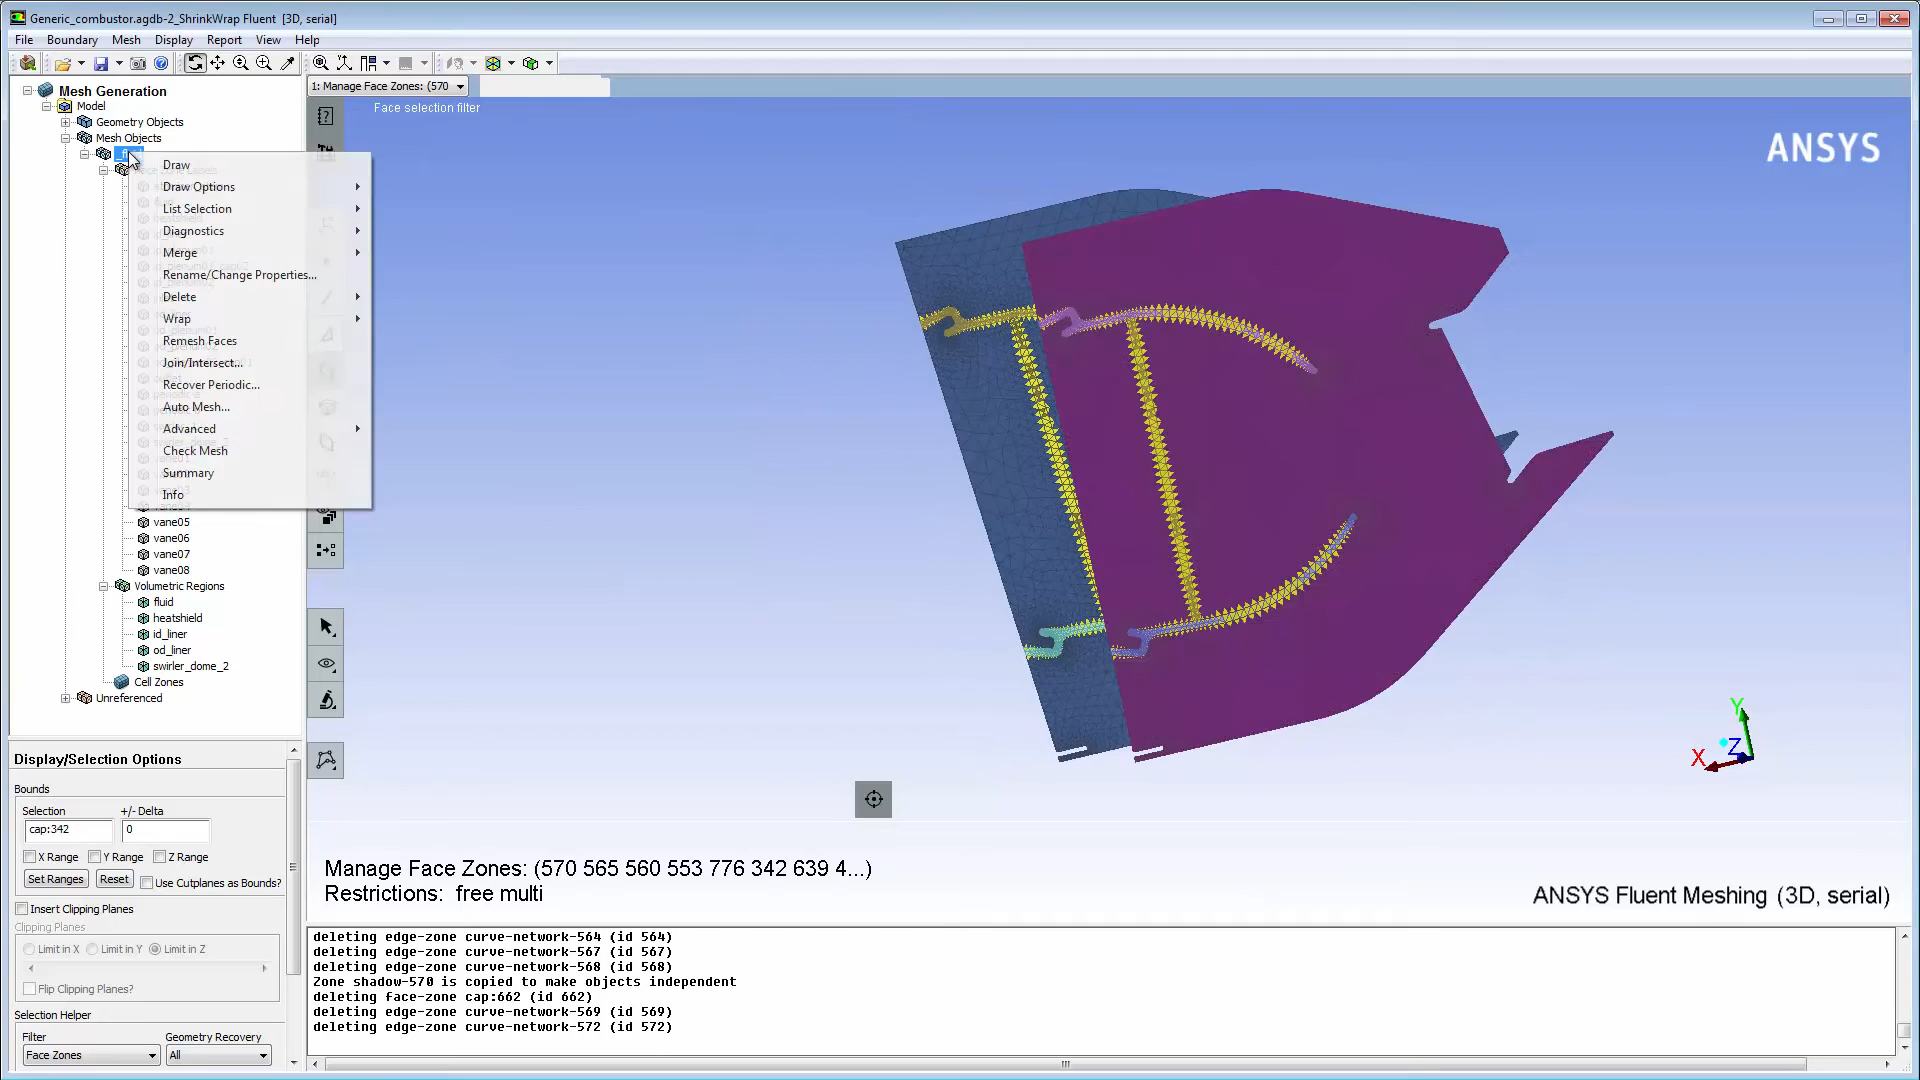 Generic_combustor.agdb-2_ShrinkWrap Fluent [3D, serial]
File Boundary Mesh Display Report View Help
1: Manage Face Zones: (570
Face selection filter
ANSYS
Mesh Generation
Model
Geometry Objects
Mesh Objects
Draw
Draw Options
List Selection
Diagnostics
Merge
Rename/Change Properties...
Delete
Wrap
Remesh Faces
Join/Intersect...
Recover Periodic...
Auto Mesh...
Advanced
Check Mesh
Summary
Info
vane05
vane06
vane07
vane08
Volumetric Regions
fluid
heatshield
id_liner
od_liner
swirler_dome_2
Cell Zones
Unreferenced
Y
X
Z
Display/Selection Options
Bounds
Selection +/- Delta
cap:342 0
X Range Y Range Z Range
Set Ranges Reset Use Cutplanes as Bounds?
Insert Clipping Planes
Clipping Planes
Limit in X Limit in Y Limit in Z
Flip Clipping Planes?
Selection Helper
Filter Geometry Recovery
Face Zones All
Manage Face Zones: (570 565 560 553 776 342 639 4...)
Restrictions: free multi
ANSYS Fluent Meshing (3D, serial)
deleting edge-zone curve-network-564 (id 564)
deleting edge-zone curve-network-567 (id 567)
deleting edge-zone curve-network-568 (id 568)
Zone shadow-570 is copied to make objects independent
deleting face-zone cap:662 (id 662)
deleting edge-zone curve-network-569 (id 569)
deleting edge-zone curve-network-572 (id 572)